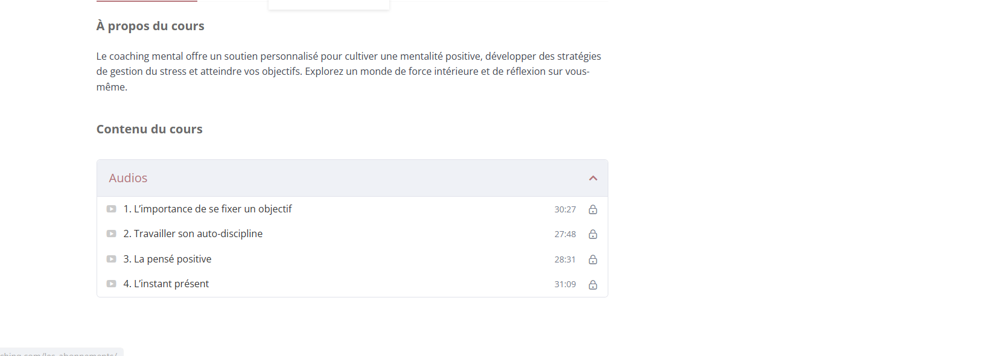 À propos du cours
Le coaching mental offre un soutien personnalisé pour cultiver une mentalité positive, développer des stratégies
de gestion du stress et atteindre vos objectifs. Explorez un monde de force intérieure et de réflexion sur vous-
même.
Contenu du cours
Audios
1. L’importance de se fixer un objectif 30:27
2. Travailler son auto-discipline 27:48
3. La pensé positive 28:31
4. L’instant présent 31:09
ching.com/les-abonnements/